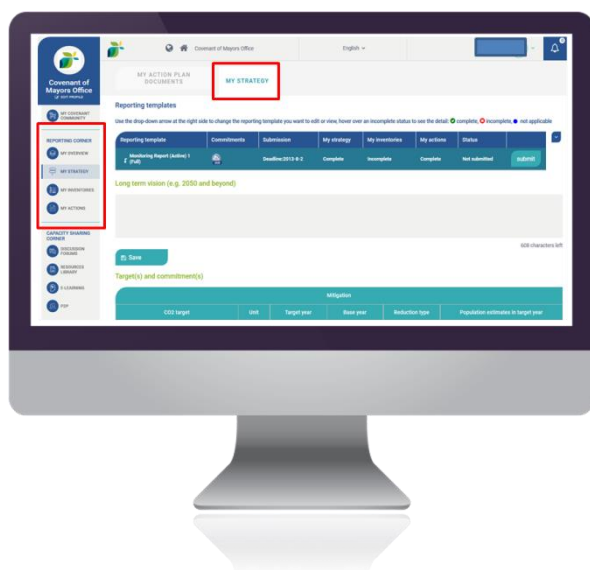 Covenant of Mayors Office
English
Covenant of
Mayors Office
MY COVENANT
COMMUNITY
REPORTING CORNER
MY OVERVIEW
MY STRATEGY
MY INVENTORIES
MY ACTIONS
CAPACITY SHARING
CORNER
DISCUSSION
FORUMS
RESOURCES
LIBRARY
E-LEARNING
PDF
MY ACTION PLAN
DOCUMENTS
MY STRATEGY
Reporting templates
Use the drop-down arrow at the right side to change the reporting template you want to edit or view, hover over an incomplete status to see the detail: complete, incomplete, not applicable
Reporting template Commitments Submission My strategy My inventories My actions Status
Monitoring Report (Active) 1
(Full)
Deadline:2013-8-2 Complete Incomplete Complete Not submitted submit
Long term vision (e.g. 2050 and beyond)
608 characters left
Save
Target(s) and commitment(s)
Mitigation
CO2 target Unit Target year Base year Reduction type Population estimates in target year